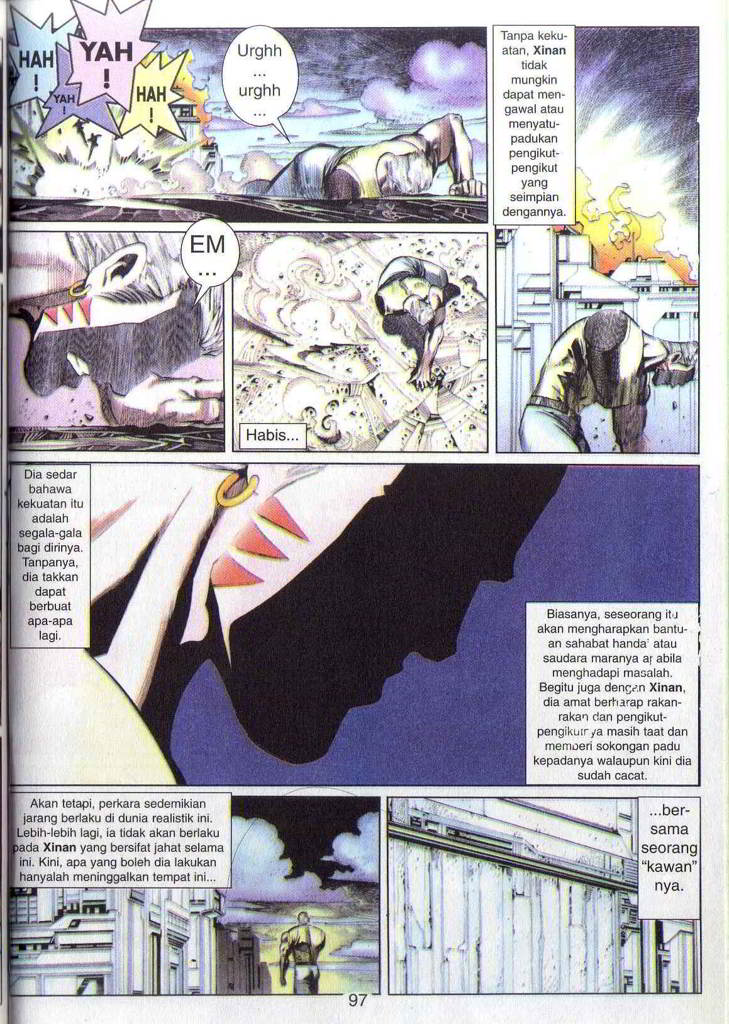 HAH
!
YAH
!
YAH
!
HAH
!
Urghh
...
urghh
...
Tanpa keku-
atan, Xinan
tidak
mungkin
dapat men-
gawal atau
menyatu-
padukan
pengikut-
pengikut
yang
seimpian
dengannya.
EM
...
Habis...
Dia sedar
bahawa
kekuatan itu
adalah
segala-gala
bagi dirinya.
Tanpanya,
dia takkan
dapat
berbuat
apa-apa
lagi.
Biasanya, seseorang itu
akan mengharapkan bantu-
an sahabat handai atau
saudara maranya apabila
menghadapi masalah.
Begitu juga dengan Xinan,
dia amat berharap rakan-
rakan dan pengikut-
pengikutnya masih taat dan
memberi sokongan padu
kepadanya walaupun kini dia
sudah cacat.
Akan tetapi, perkara sedemikian
jarang berlaku di dunia realistik ini.
Lebih-lebih lagi, ia tidak akan berlaku
pada Xinan yang bersifat jahat selama
ini. Kini, apa yang boleh dia lakukan
hanyalah meninggalkan tempat ini...
...ber-
sama
seorang
“kawan”
nya.
97